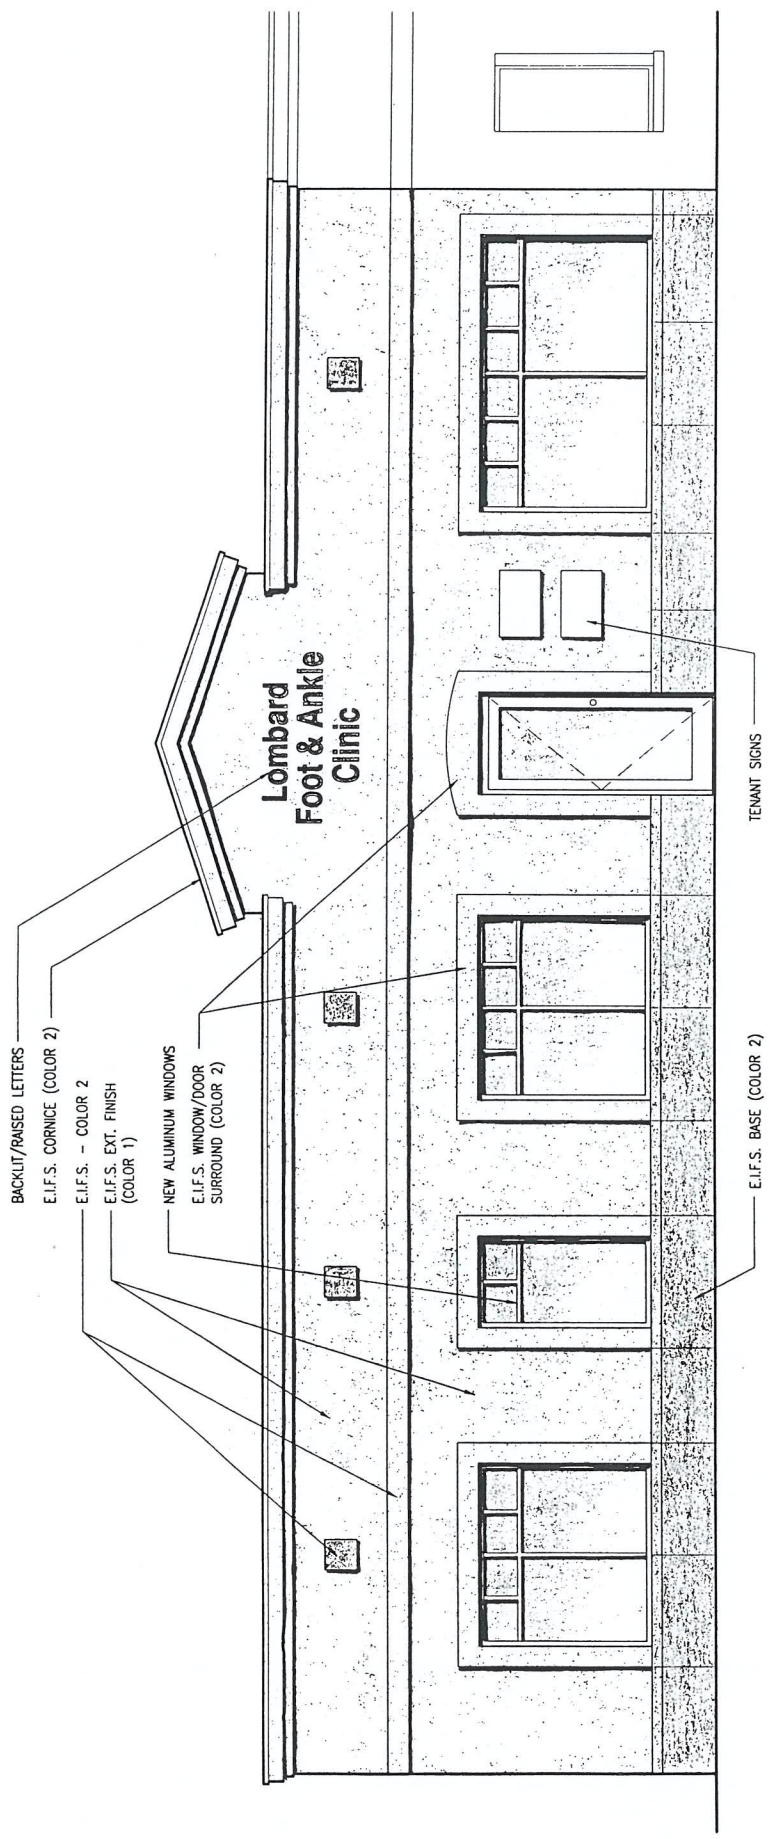 BACKLIT/RAISED LETTERS
E.I.F.S. CORNICE (COLOR 2)
E.I.F.S. - COLOR 2
E.I.F.S. EXT. FINISH
(COLOR 1)
NEW ALUMINUM WINDOWS
E.I.F.S. WINDOW/DOOR
SURROUND (COLOR 2)
Lombard
Foot & Ankle
Clinic
E.I.F.S. BASE (COLOR 2)
TENANT SIGNS